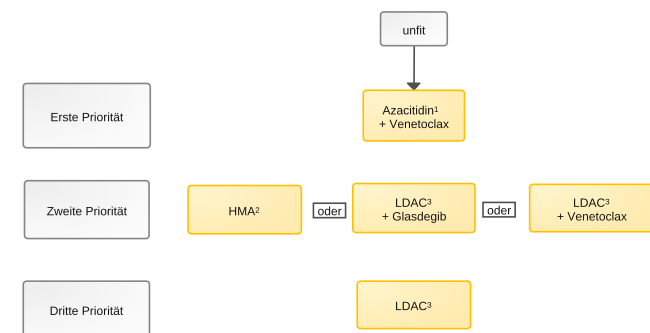 unfit
Erste Priorität
Azacitidin¹
+ Venetoclax
Zweite Priorität
HMA²
oder
LDAC³
+ Glasdegib
oder
LDAC³
+ Venetoclax
Dritte Priorität
LDAC³